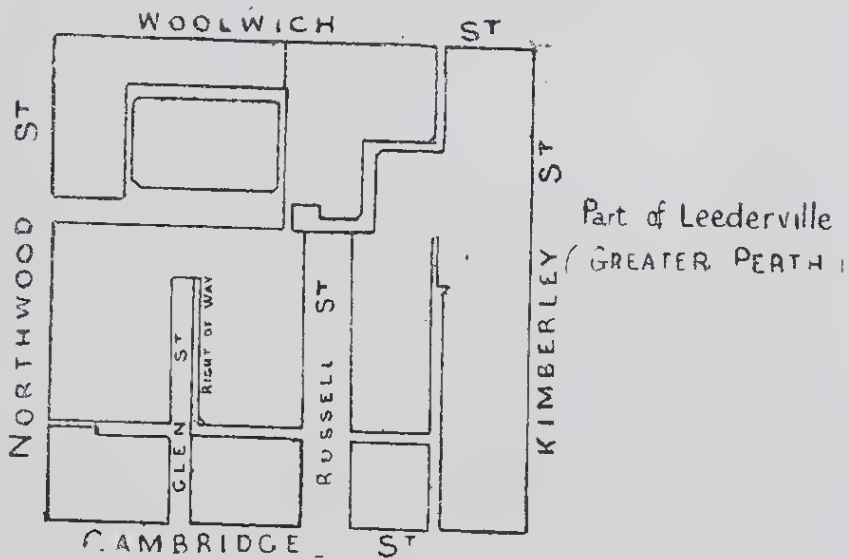 WOOLWICH ST
NORTHWOOD ST
GLEN ST
RIGHT OF WAY
RUSSELL ST
KIMBERLEY ST
Part of Leederville
(GREATER PERTH)
CAMBRIDGE ST